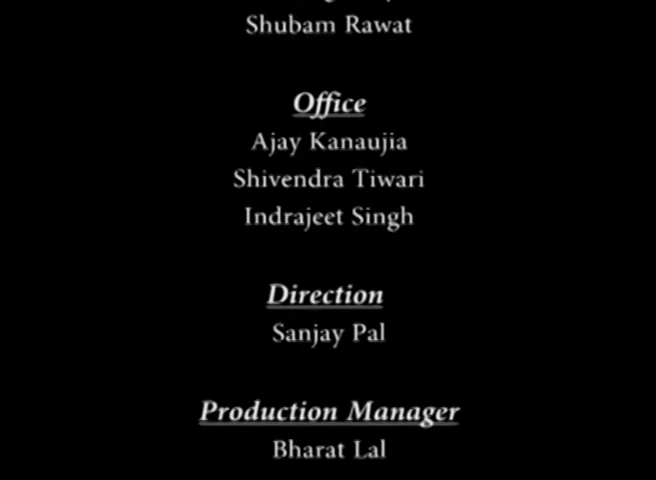 Shubam Rawat
Office
Ajay Kanaujia
Shivendra Tiwari
Indrajeet Singh
Direction
Sanjay Pal
Production Manager
Bharat Lal